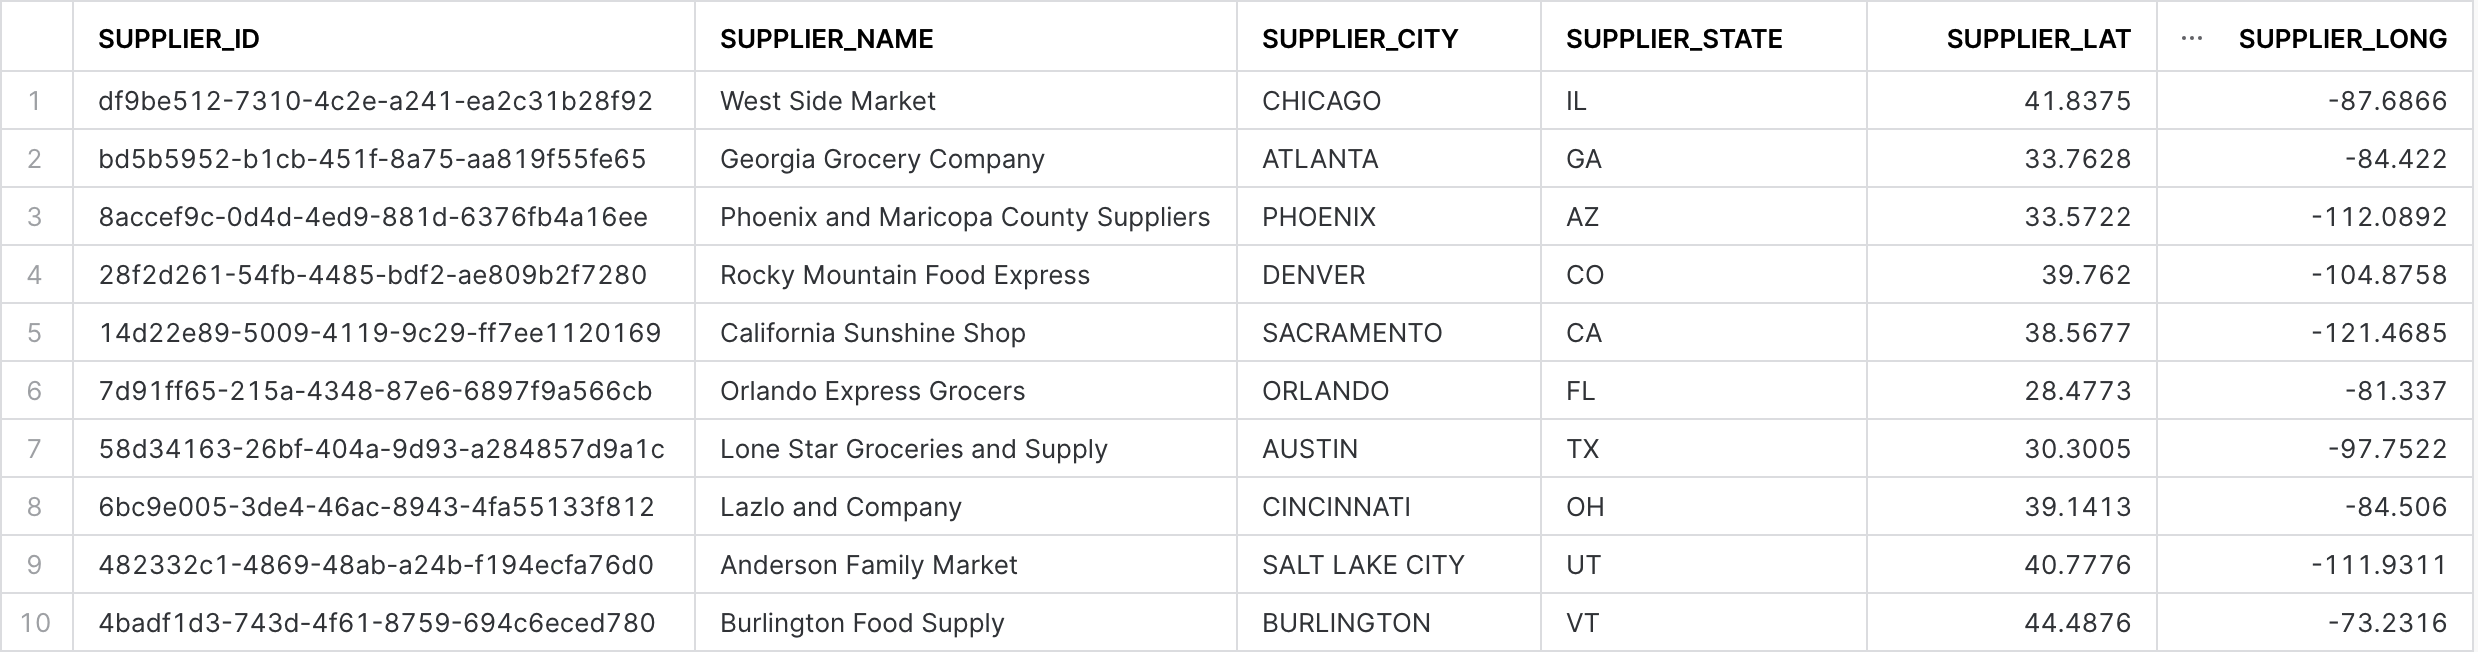 SUPPLIER_ID SUPPLIER_NAME SUPPLIER_CITY SUPPLIER_STATE SUPPLIER_LAT ··· SUPPLIER_LONG
1 df9be512-7310-4c2e-a241-ea2c31b28f92 West Side Market CHICAGO IL 41.8375 -87.6866
2 bd5b5952-b1cb-451f-8a75-aa819f55fe65 Georgia Grocery Company ATLANTA GA 33.7628 -84.422
3 8accef9c-0d4d-4ed9-881d-6376fb4a16ee Phoenix and Maricopa County Suppliers PHOENIX AZ 33.5722 -112.0892
4 28f2d261-54fb-4485-bdf2-ae809b2f7280 Rocky Mountain Food Express DENVER CO 39.762 -104.8758
5 14d22e89-5009-4119-9c29-ff7ee1120169 California Sunshine Shop SACRAMENTO CA 38.5677 -121.4685
6 7d91ff65-215a-4348-87e6-6897f9a566cb Orlando Express Grocers ORLANDO FL 28.4773 -81.337
7 58d34163-26bf-404a-9d93-a284857d9a1c Lone Star Groceries and Supply AUSTIN TX 30.3005 -97.7522
8 6bc9e005-3de4-46ac-8943-4fa55133f812 Lazlo and Company CINCINNATI OH 39.1413 -84.506
9 482332c1-4869-48ab-a24b-f194ecfa76d0 Anderson Family Market SALT LAKE CITY UT 40.7776 -111.9311
10 4badf1d3-743d-4f61-8759-694c6eced780 Burlington Food Supply BURLINGTON VT 44.4876 -73.2316